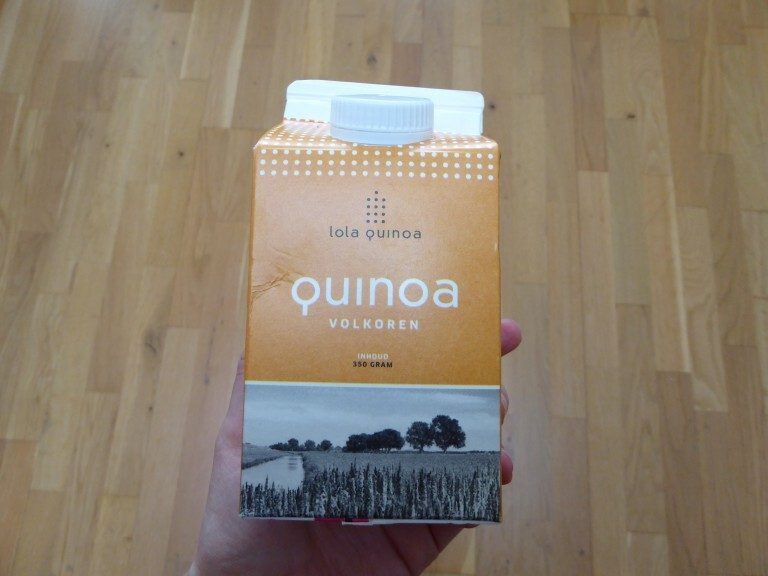 lola quinoa
quinoa
VOLKOREN
INHOUD
350 GRAM